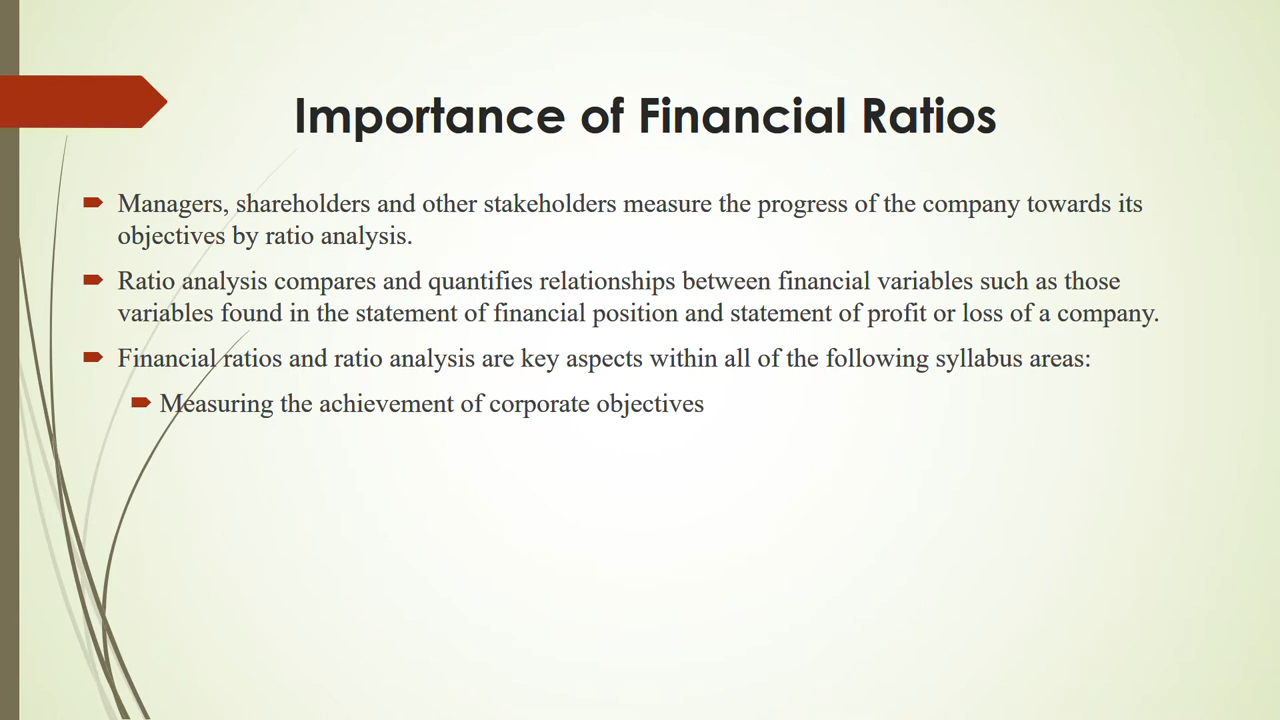 Importance of Financial Ratios
Managers, shareholders and other stakeholders measure the progress of the company towards its
objectives by ratio analysis.
Ratio analysis compares and quantifies relationships between financial variables such as those
variables found in the statement of financial position and statement of profit or loss of a company.
Financial ratios and ratio analysis are key aspects within all of the following syllabus areas:
Measuring the achievement of corporate objectives